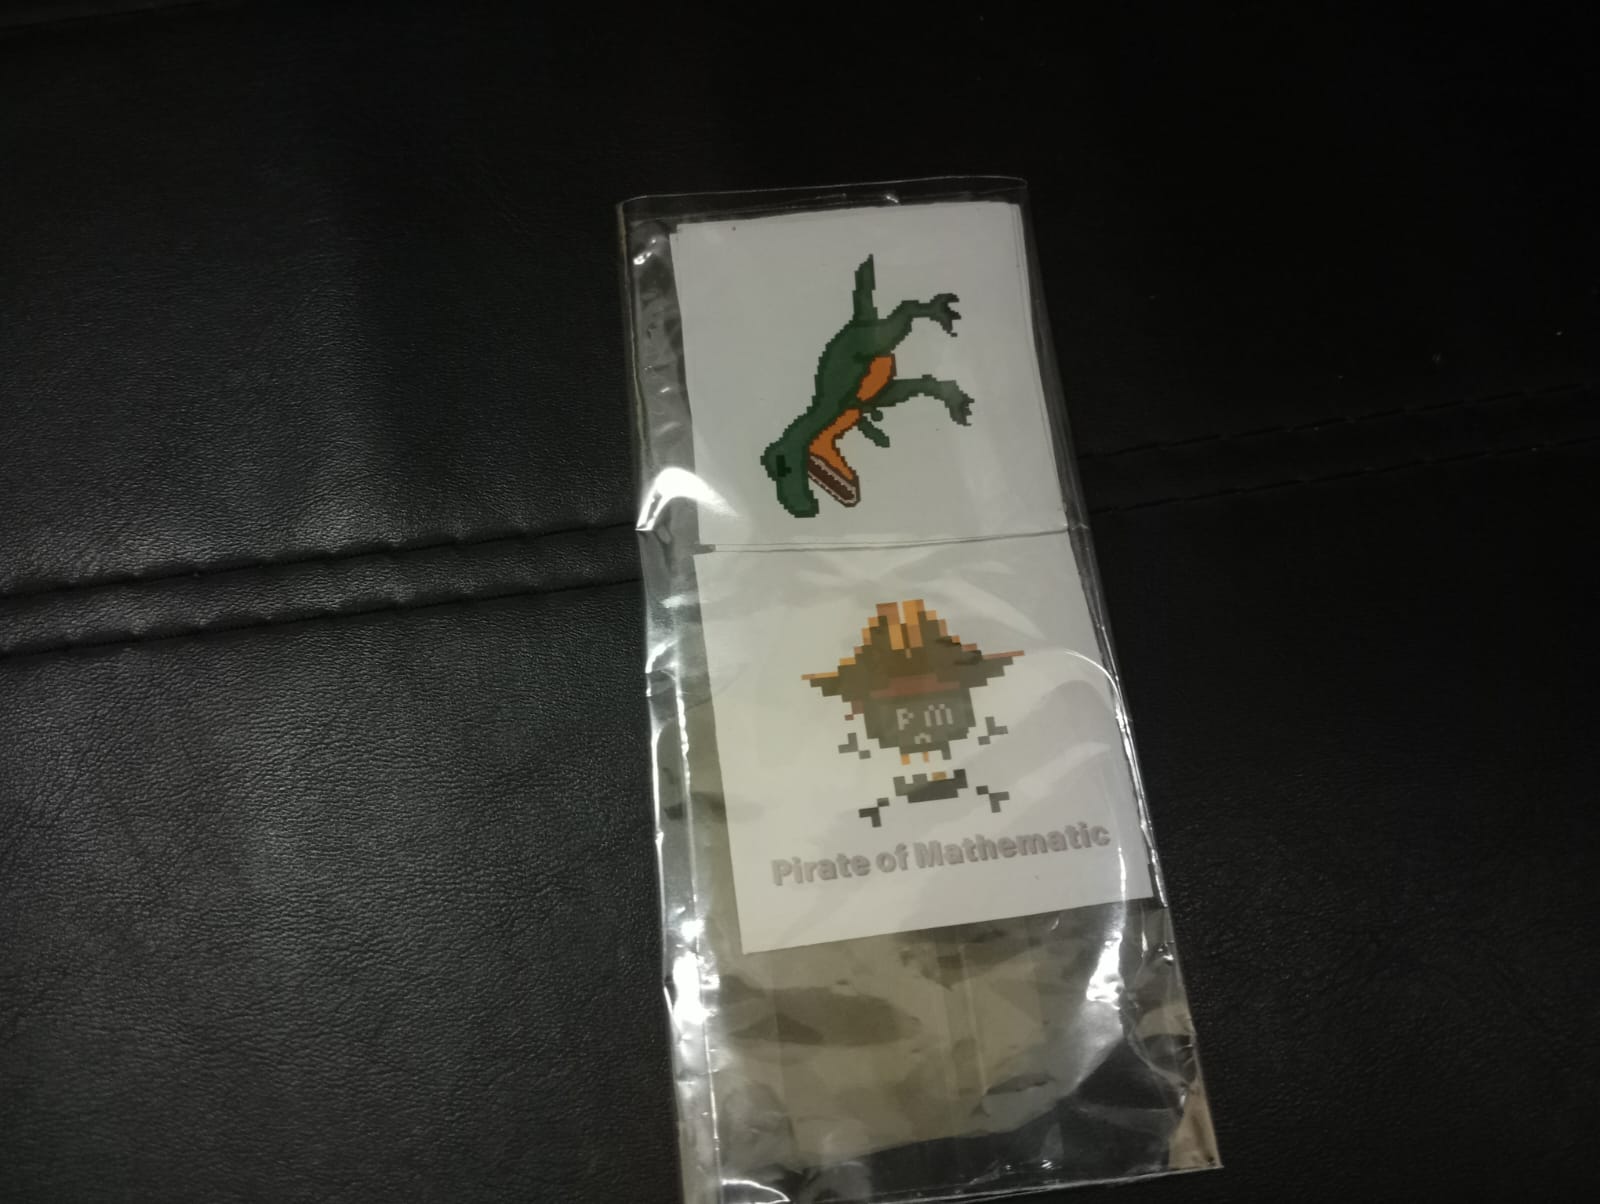 P m
Pirate of Mathematic